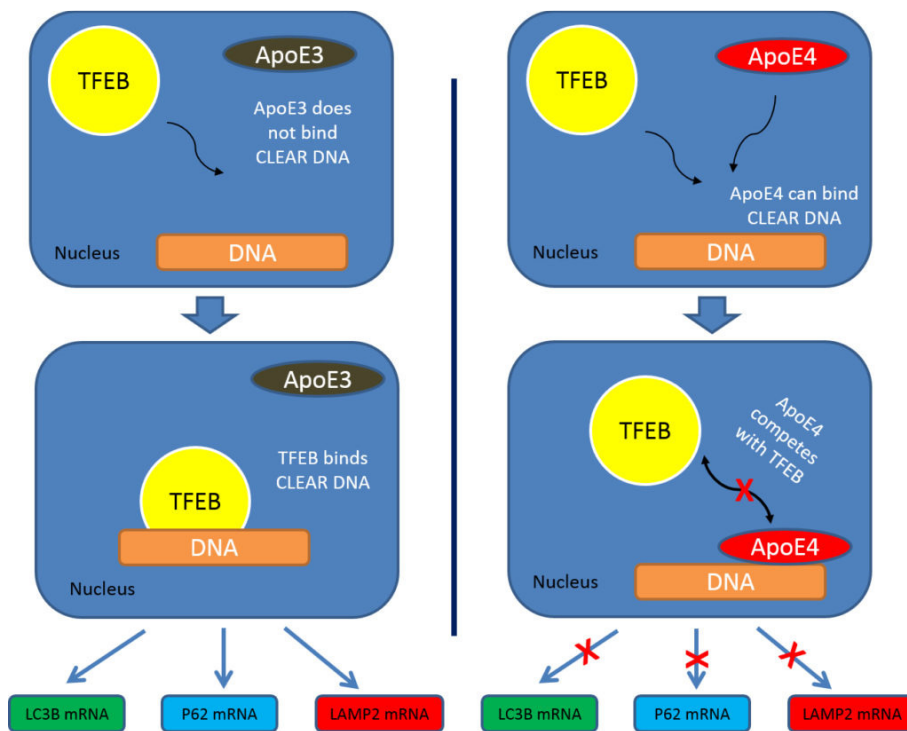 TFEB
ApoE3
ApoE3 does
not bind
CLEAR DNA
Nucleus
DNA
ApoE3
TFEB binds
CLEAR DNA
TFEB
DNA
Nucleus
LC3B mRNA
P62 mRNA
LAMP2 mRNA
TFEB
ApoE4
ApoE4 can bind
CLEAR DNA
Nucleus
DNA
TFEB
ApoE4
competes
with TFEB
X
ApoE4
Nucleus
DNA
X
X
X
LC3B mRNA
P62 mRNA
LAMP2 mRNA